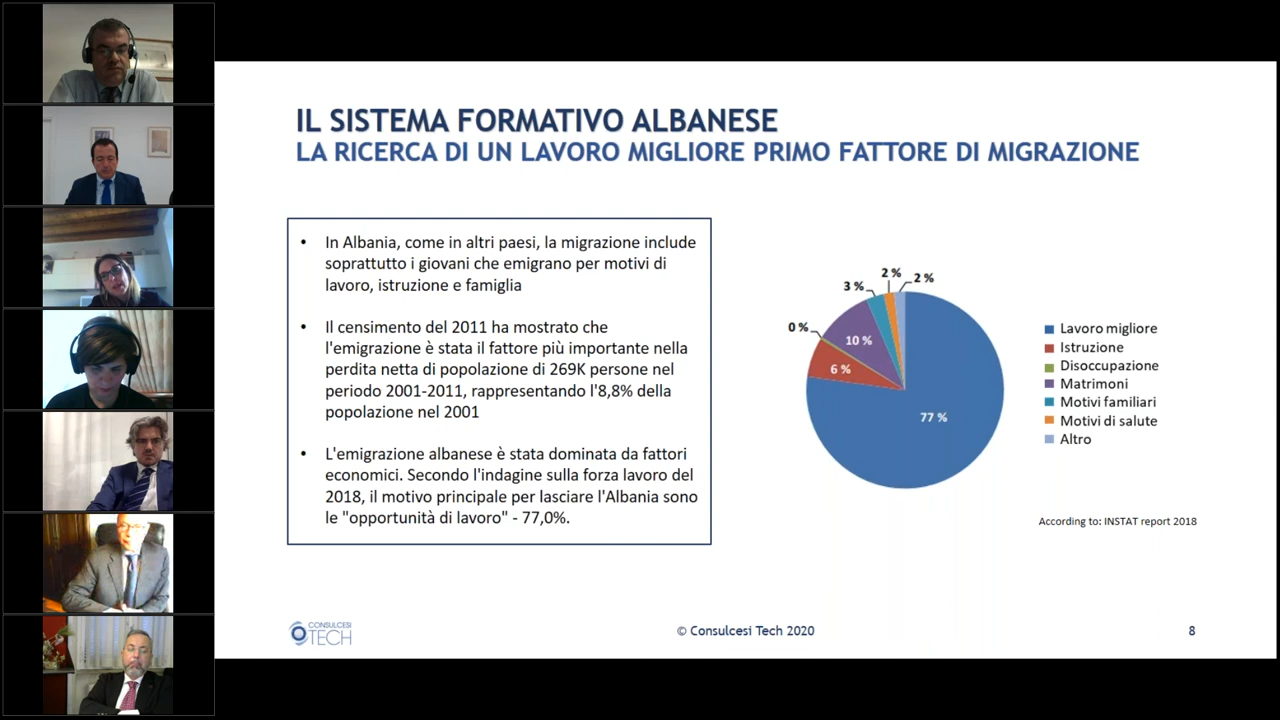 IL SISTEMA FORMATIVO ALBANESE
LA RICERCA DI UN LAVORO MIGLIORE PRIMO FATTORE DI MIGRAZIONE
• In Albania, come in altri paesi, la migrazione include
soprattutto i giovani che emigrano per motivi di
lavoro, istruzione e famiglia
• Il censimento del 2011 ha mostrato che
l'emigrazione è stata il fattore più importante nella
perdita netta di popolazione di 269K persone nel
periodo 2001-2011, rappresentando l'8,8% della
popolazione nel 2001
• L'emigrazione albanese è stata dominata da fattori
economici. Secondo l'indagine sulla forza lavoro del
2018, il motivo principale per lasciare l'Albania sono
le "opportunità di lavoro" - 77,0%.
2 %
2 %
3 %
0 %
10 %
6 %
77 %
Lavoro migliore
Istruzione
Disoccupazione
Matrimoni
Motivi familiari
Motivi di salute
Altro
According to: INSTAT report 2018
CONSULCESI
TECH
© Consulcesi Tech 2020
8